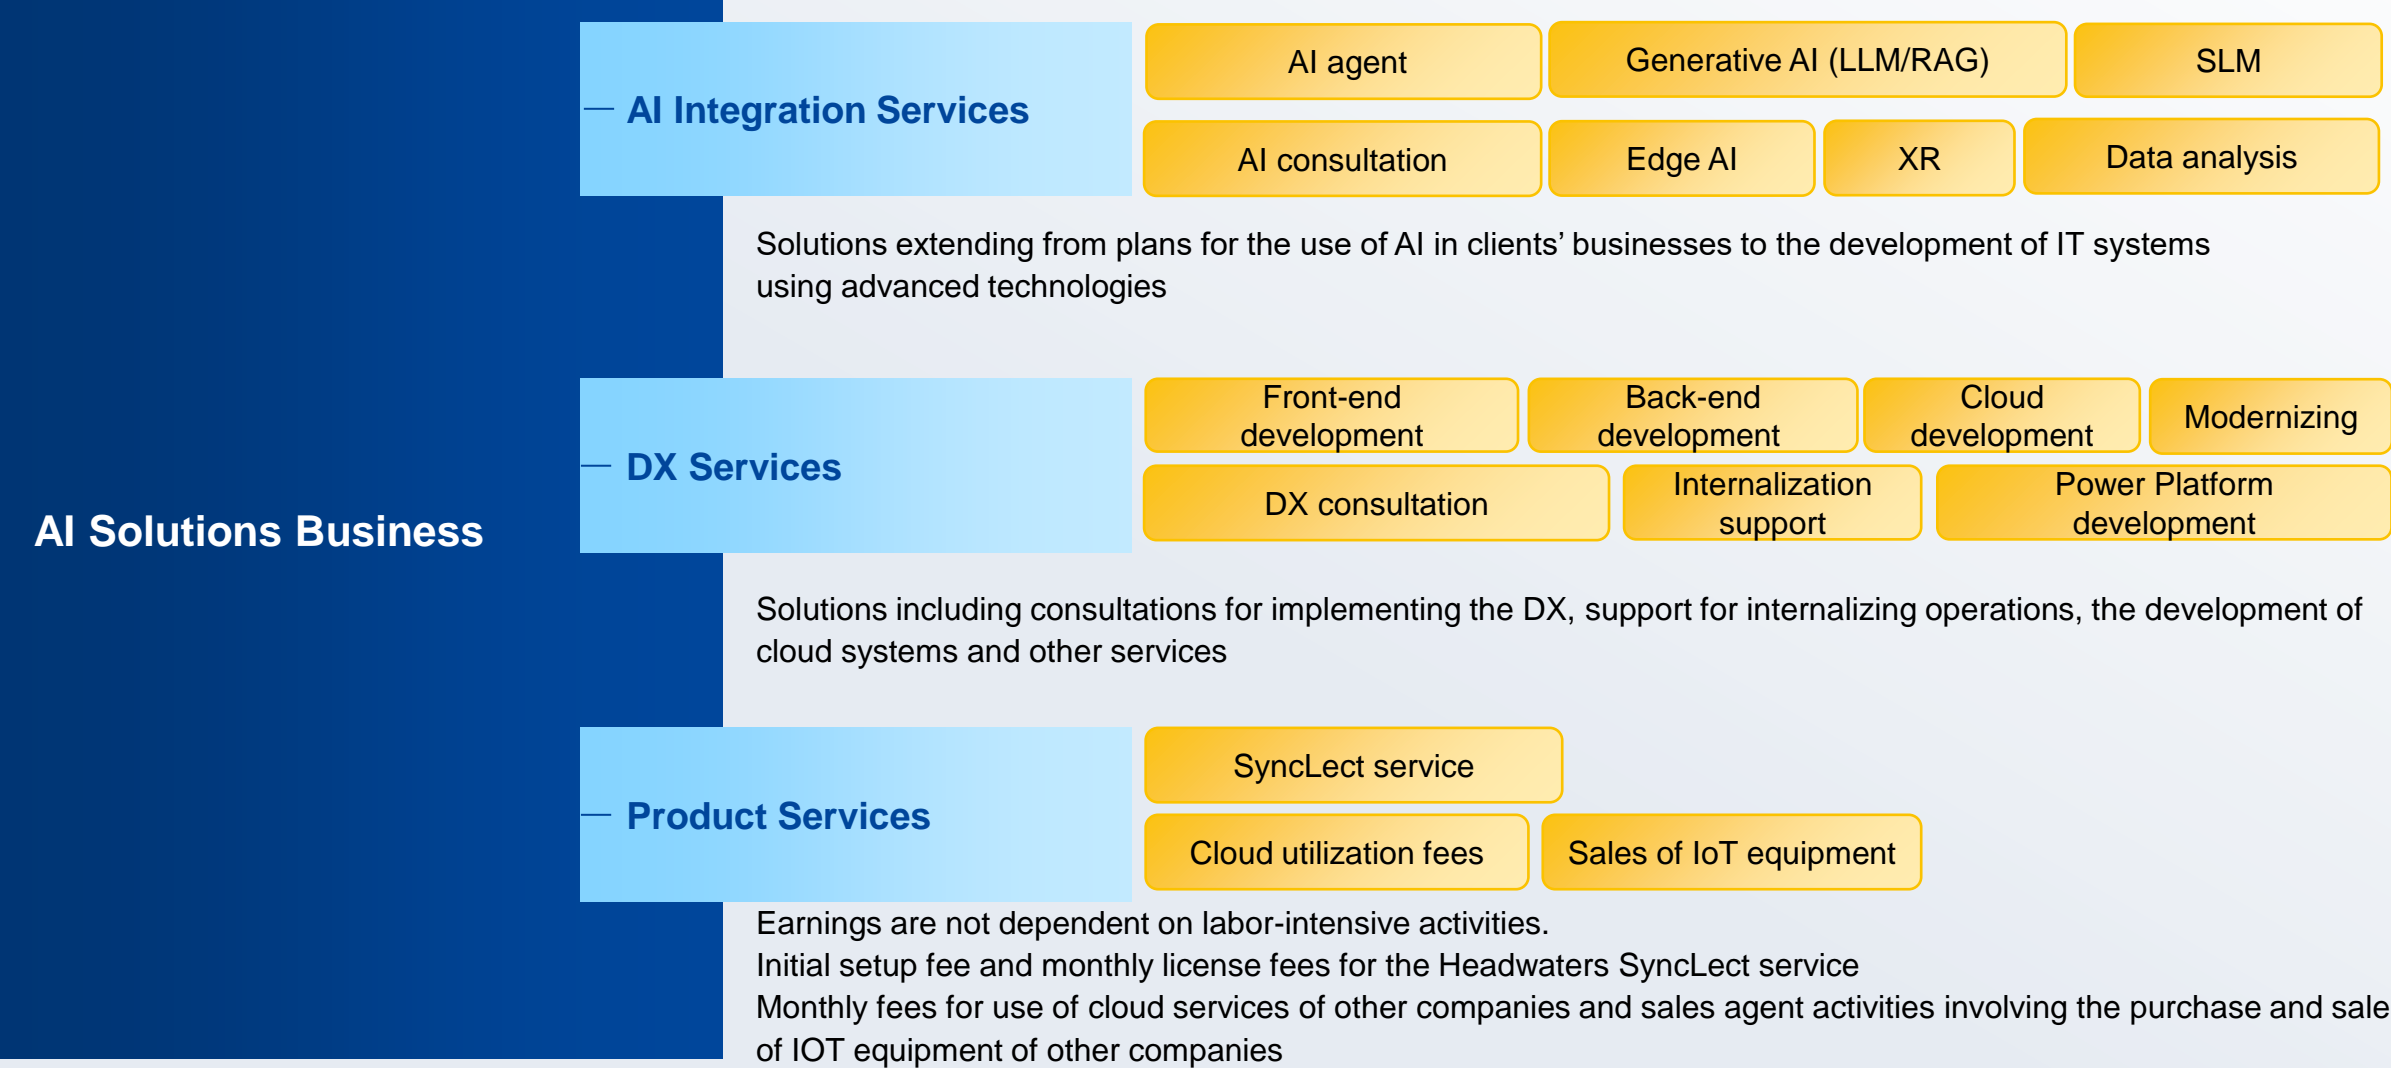 AI Solutions Business
AI Integration Services
AI agent
Generative AI (LLM/RAG)
SLM
AI consultation
Edge AI
XR
Data analysis
Solutions extending from plans for the use of AI in clients’ businesses to the development of IT systems
using advanced technologies
DX Services
Front-end
development
Back-end
development
Cloud
development
Modernizing
DX consultation
Internalization
support
Power Platform
development
Solutions including consultations for implementing the DX, support for internalizing operations, the development of
cloud systems and other services
Product Services
SyncLect service
Cloud utilization fees
Sales of IoT equipment
Earnings are not dependent on labor-intensive activities.
Initial setup fee and monthly license fees for the Headwaters SyncLect service
Monthly fees for use of cloud services of other companies and sales agent activities involving the purchase and sale
of IOT equipment of other companies